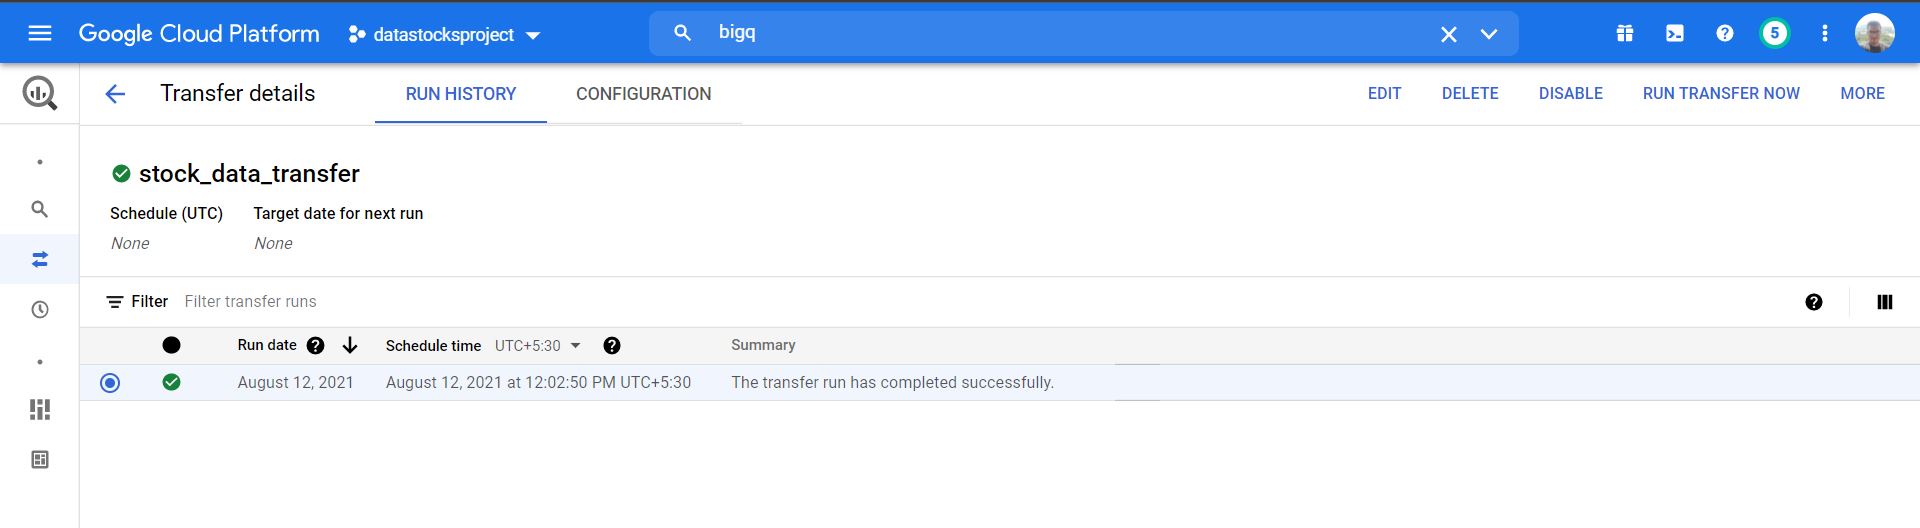 Google Cloud Platform datastocksproject bigq 5
Transfer details RUN HISTORY CONFIGURATION EDIT DELETE DISABLE RUN TRANSFER NOW MORE
stock_data_transfer
Schedule (UTC) Target date for next run
None None
Filter Filter transfer runs
Run date Schedule time UTC+5:30 Summary
August 12, 2021 August 12, 2021 at 12:02:50 PM UTC+5:30 The transfer run has completed successfully.